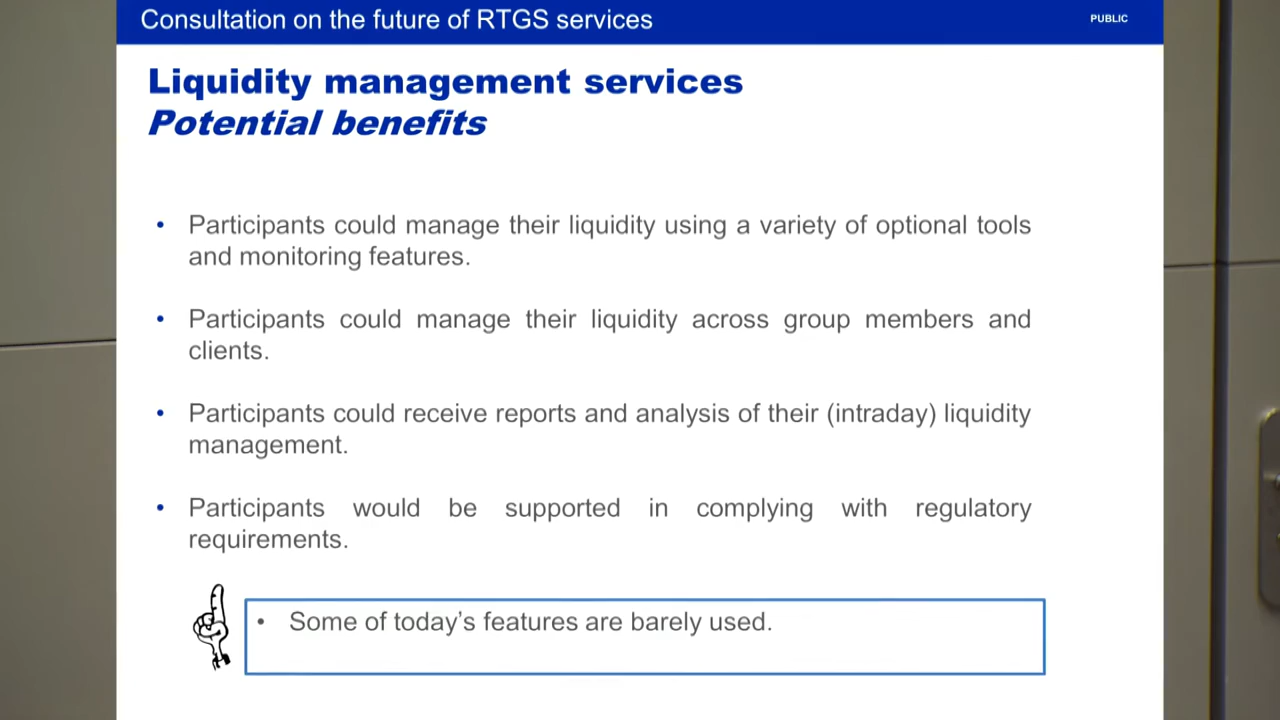 Consultation on the future of RTGS services
PUBLIC
Liquidity management services
Potential benefits
• Participants could manage their liquidity using a variety of optional tools
and monitoring features.
• Participants could manage their liquidity across group members and
clients.
• Participants could receive reports and analysis of their (intraday) liquidity
management.
• Participants would be supported in complying with regulatory
requirements.
• Some of today's features are barely used.